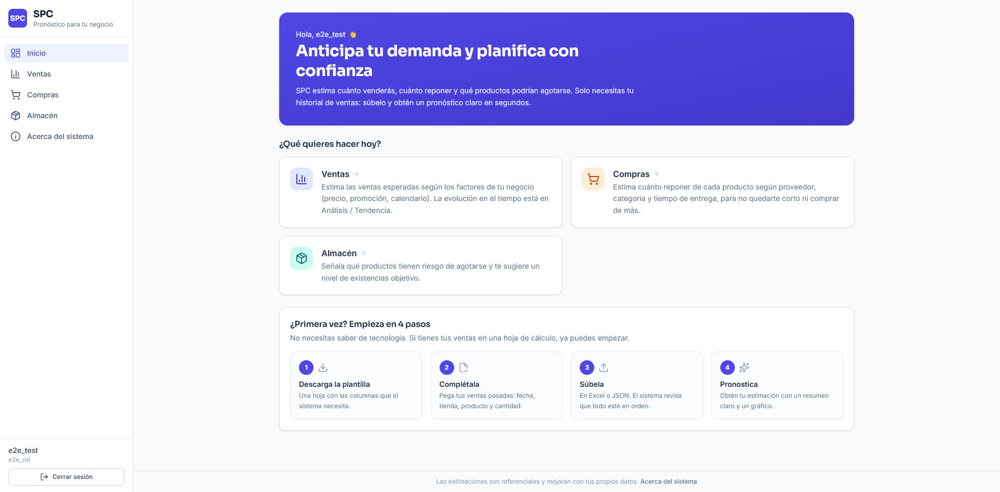 SPC
SPC
Pronóstico para tu negocio
Inicio
Ventas
Compras
Almacén
Acerca del sistema
e2e_test
e2e_rol
Cerrar sesión
Hola, e2e_test 👋
Anticipa tu demanda y planifica con
confianza
SPC estima cuánto venderás, cuánto reponer y qué productos podrían agotarse. Solo necesitas tu
historial de ventas: súbelo y obtén un pronóstico claro en segundos.
¿Qué quieres hacer hoy?
Ventas →
Estima las ventas esperadas según los factores de tu negocio
(precio, promoción, calendario). La evolución en el tiempo está en
Análisis / Tendencia.
Compras →
Estima cuánto reponer de cada producto según proveedor,
categoría y tiempo de entrega, para no quedarte corto ni comprar
de más.
Almacén →
Señala qué productos tienen riesgo de agotarse y te sugiere un
nivel de existencias objetivo.
¿Primera vez? Empieza en 4 pasos
No necesitas saber de tecnología. Si tienes tus ventas en una hoja de cálculo, ya puedes empezar.
1
Descarga la plantilla
Una hoja con las columnas que el
sistema necesita.
2
Complétala
Pega tus ventas pasadas: fecha,
tienda, producto y cantidad.
3
Súbela
En Excel o JSON. El sistema revisa
que todo esté en orden.
4
Pronostica
Obtén tu estimación con un resumen
claro y un gráfico.
Las estimaciones son referenciales y mejoran con tus propios datos. Acerca del sistema